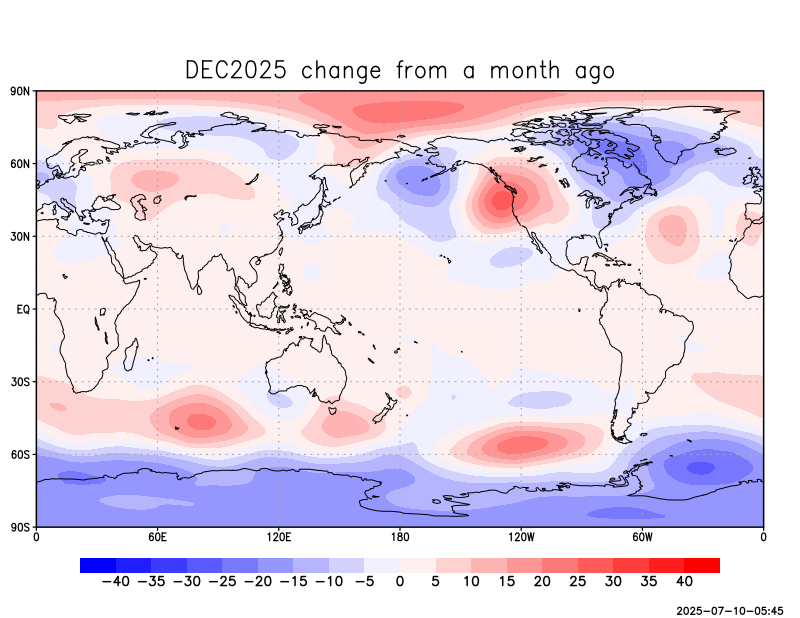 DEC2025 change from a month ago
90N
60N
30N
EQ
30S
60S
90S
0 60E 120E 180 120W 60W 0
−40 −35 −30 −25 −20 −15 −10 −5 0 5 10 15 20 25 30 35 40
2025-07-10-05:45